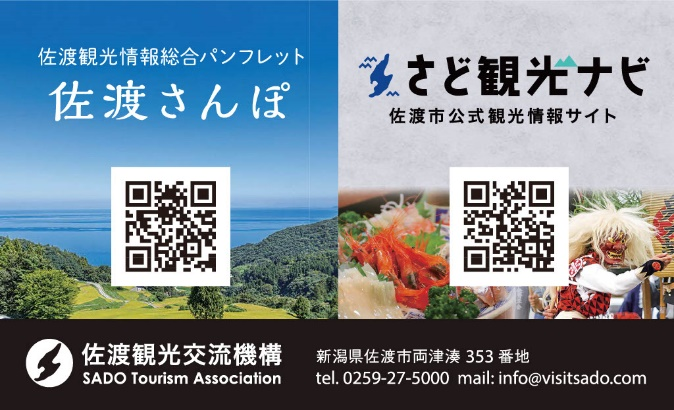 佐渡観光情報総合パンフレット
佐渡さんぽ
さど観光ナビ
佐渡市公式観光情報サイト
佐渡観光交流機構
SADO Tourism Association
新潟県佐渡市両津湊 353 番地
tel. 0259-27-5000 mail: info@visitsado.com